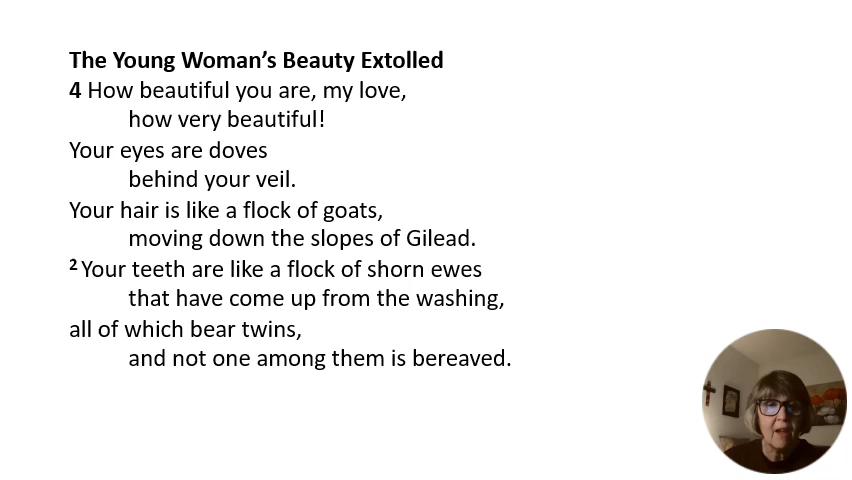 The Young Woman’s Beauty Extolled
4 How beautiful you are, my love,
how very beautiful!
Your eyes are doves
behind your veil.
Your hair is like a flock of goats,
moving down the slopes of Gilead.
2 Your teeth are like a flock of shorn ewes
that have come up from the washing,
all of which bear twins,
and not one among them is bereaved.